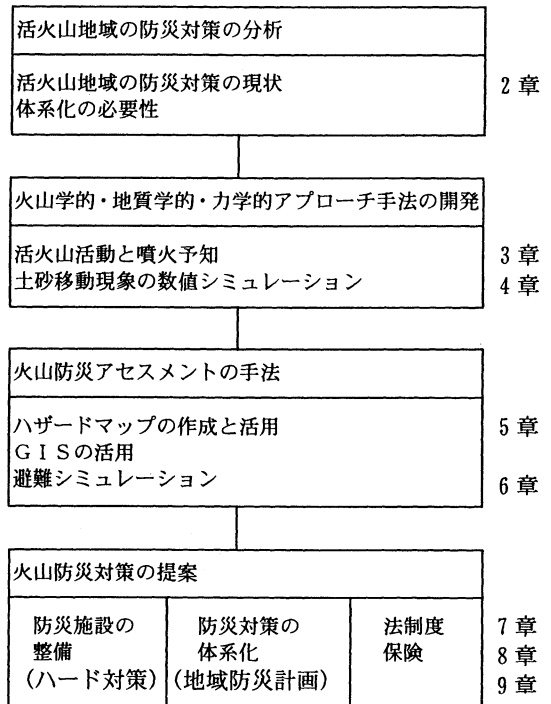 活火山地域の防災対策の分析
活火山地域の防災対策の現状
体系化の必要性
2章
火山学的・地質学的・力学的アプローチ手法の開発
活火山活動と噴火予知
3章
土砂移動現象の数値シミュレーション
4章
火山防災アセスメントの手法
ハザードマップの作成と活用
5章
GISの活用
避難シミュレーション
6章
火山防災対策の提案
防災施設の
整備
(ハード対策)
防災対策の
体系化
(地域防災計画)
法制度
保険
7章
8章
9章